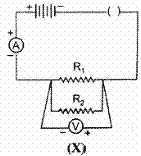 + −
( )
+
A
−
R1
R2
− V +
(X)